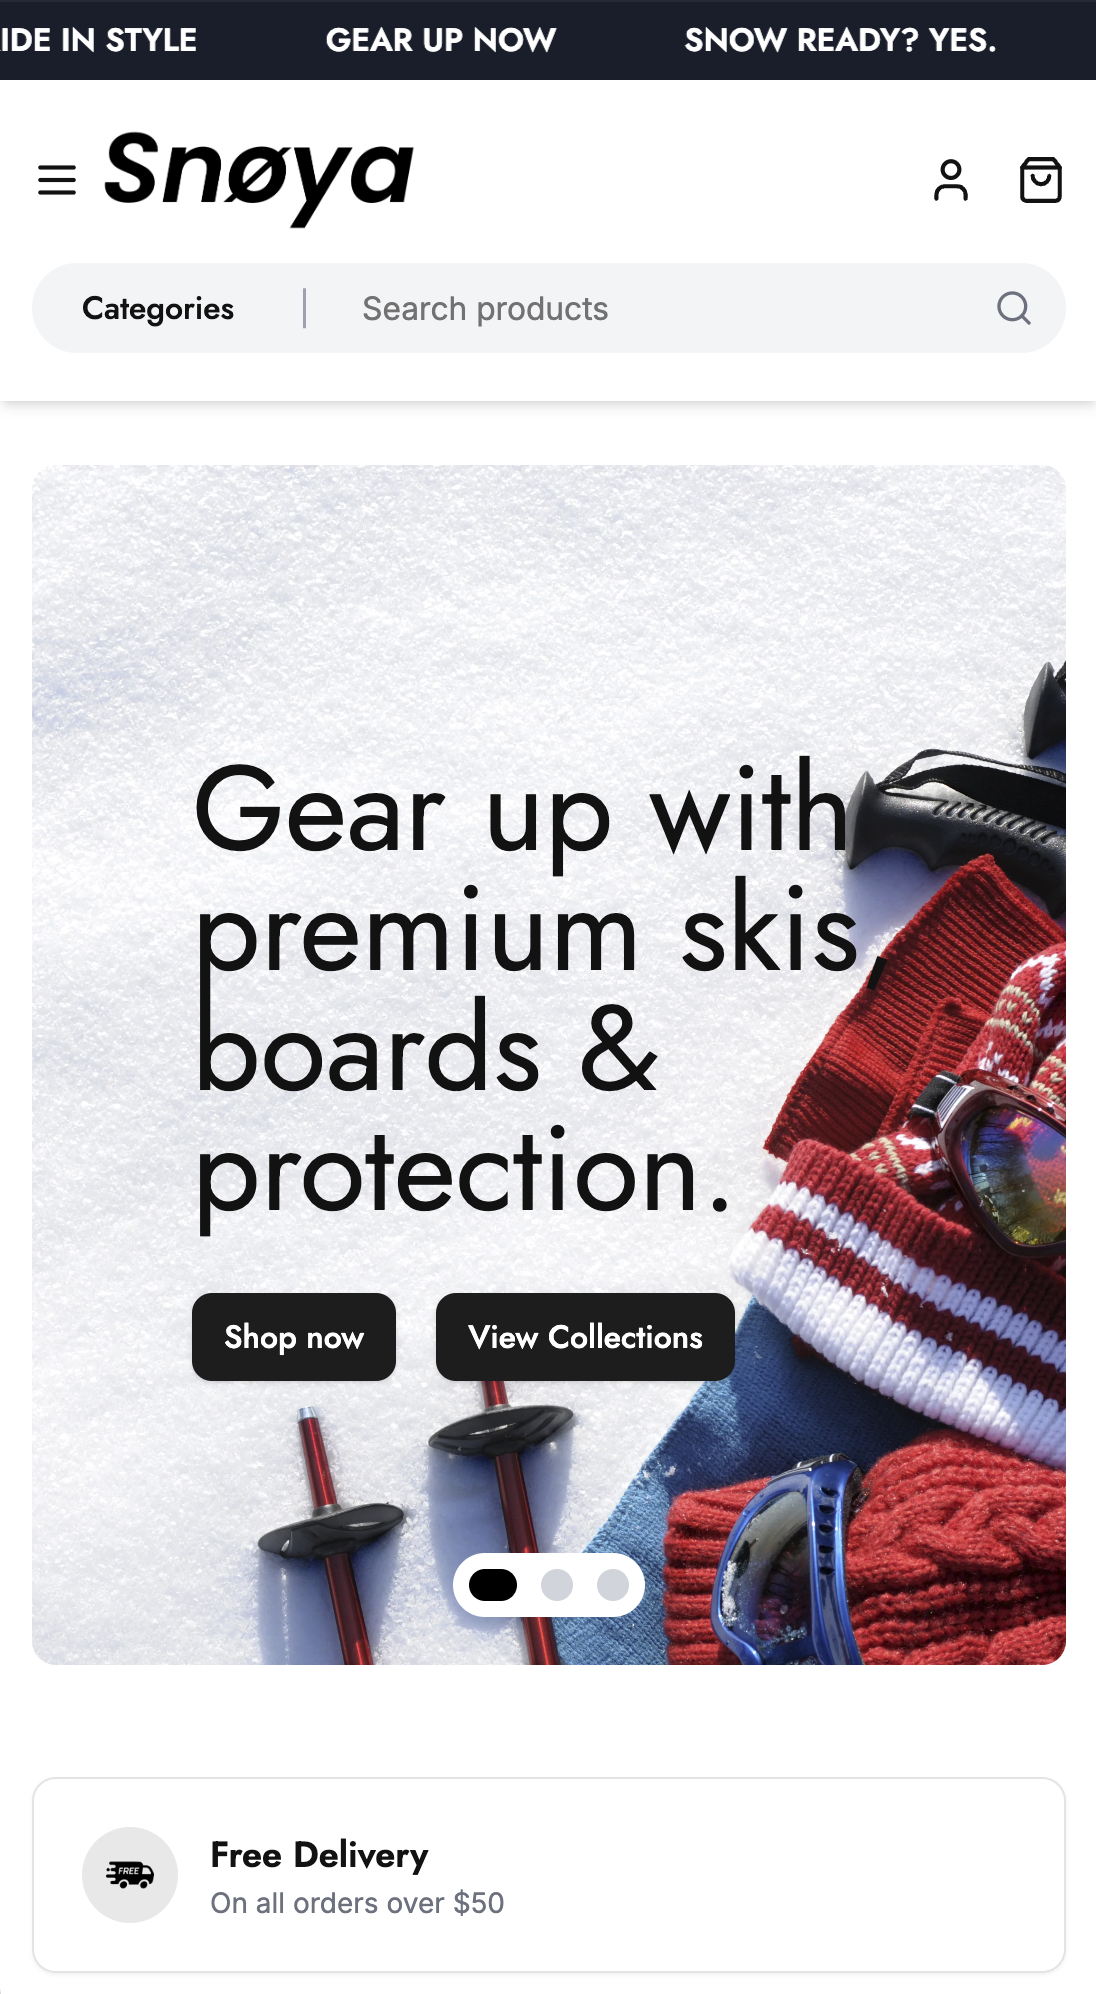 IDE IN STYLE GEAR UP NOW SNOW READY? YES.
Snøya
Categories | Search products
Gear up with
premium skis,
boards &
protection.
Shop now View Collections
FREE
Free Delivery
On all orders over $50